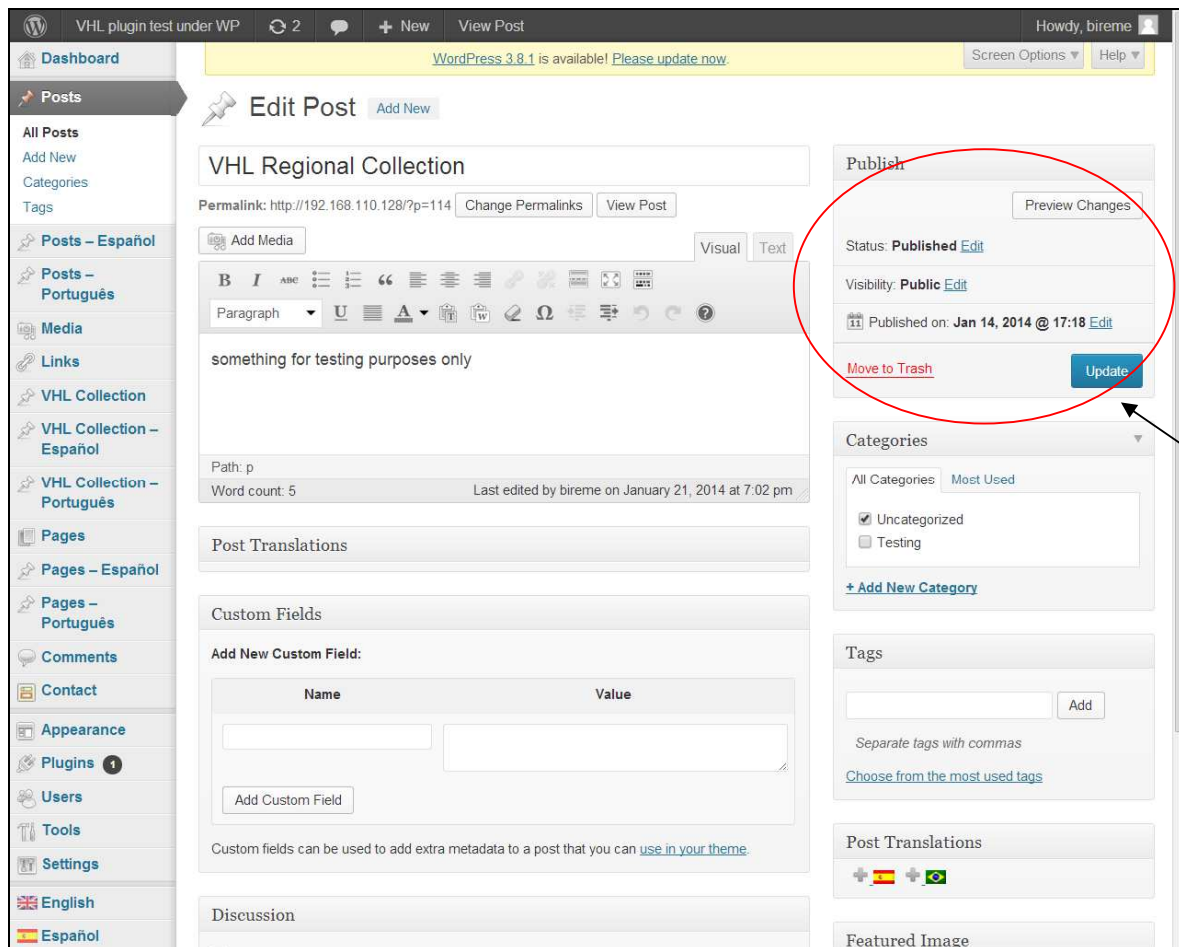 VHL plugin test under WP 2 + New View Post Howdy, bireme
Dashboard
Posts
All Posts
Add New
Categories
Tags
Posts – Español
Posts –
Português
Media
Links
VHL Collection
VHL Collection –
Español
VHL Collection –
Português
Pages
Pages – Español
Pages –
Português
Comments
Contact
Appearance
Plugins 1
Users
Tools
Settings
English
Español
WordPress 3.8.1 is available! Please update now.
Screen Options Help
Edit Post Add New
VHL Regional Collection
Permalink: http://192.168.110.128/?p=114 Change Permalinks View Post
Add Media
Visual Text
B I ABC
Paragraph U A T W Ω ?
something for testing purposes only
Path: p
Word count: 5 Last edited by bireme on January 21, 2014 at 7:02 pm
Post Translations
Custom Fields
Add New Custom Field:
Name Value
Add Custom Field
Custom fields can be used to add extra metadata to a post that you can use in your theme.
Discussion
Publish
Preview Changes
Status: Published Edit
Visibility: Public Edit
11 Published on: Jan 14, 2014 @ 17:18 Edit
Move to Trash Update
Categories
All Categories Most Used
Uncategorized
Testing
+ Add New Category
Tags
Add
Separate tags with commas
Choose from the most used tags
Post Translations
Featured Image